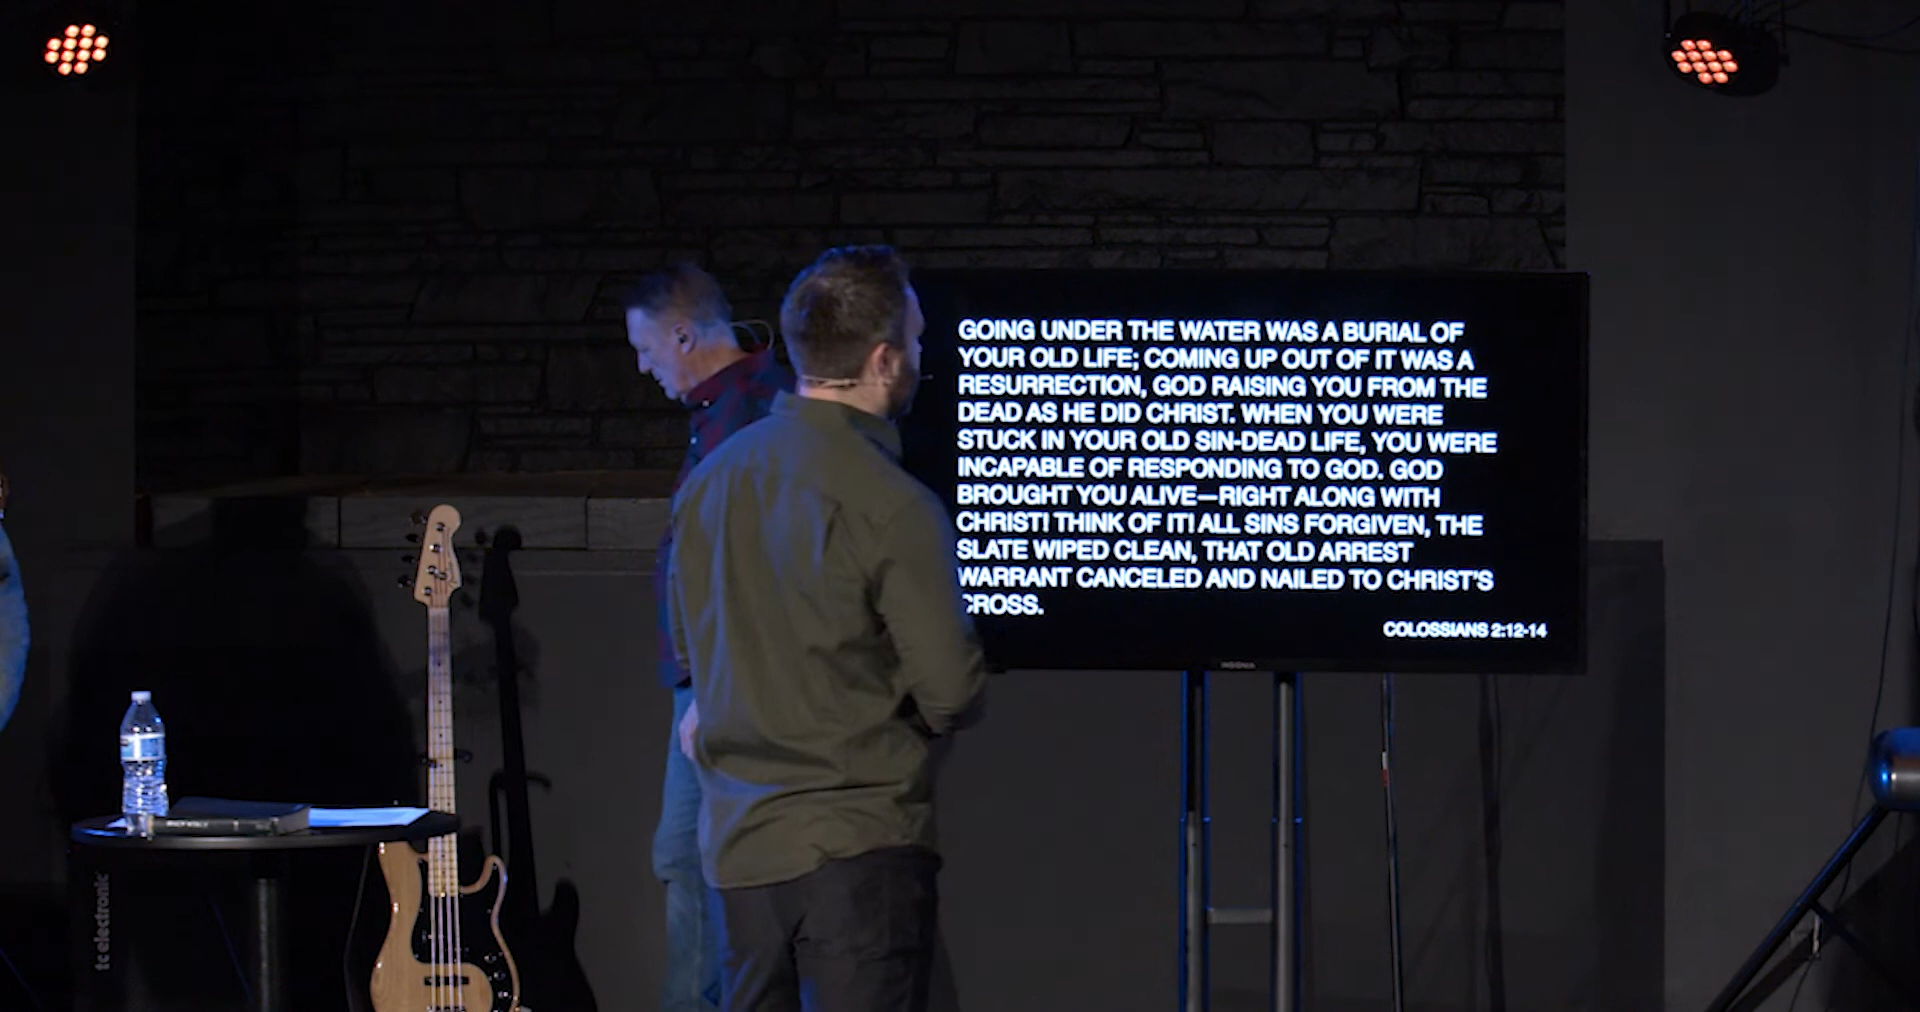 GOING UNDER THE WATER WAS A BURIAL OF
YOUR OLD LIFE; COMING UP OUT OF IT WAS A
RESURRECTION, GOD RAISING YOU FROM THE
DEAD AS HE DID CHRIST. WHEN YOU WERE
STUCK IN YOUR OLD SIN-DEAD LIFE, YOU WERE
INCAPABLE OF RESPONDING TO GOD. GOD
BROUGHT YOU ALIVE—RIGHT ALONG WITH
CHRIST! THINK OF IT! ALL SINS FORGIVEN, THE
SLATE WIPED CLEAN, THAT OLD ARREST
WARRANT CANCELED AND NAILED TO CHRIST'S
CROSS.
COLOSSIANS 2:12-14
INSIGNIA
tc electronic